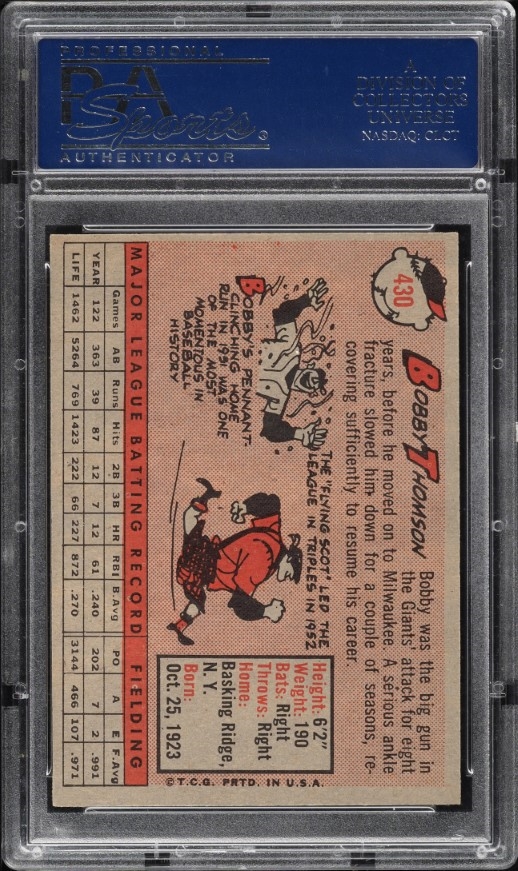 PROFESSIONAL
PSA
Sports
AUTHENTICATOR
A
DIVISION OF
COLLECTORS
UNIVERSE
NASDAQ: CLCT
430
BOBBY THOMSON
Bobby was the big gun in
the Giants' attack for eight
years, before he moved on to Milwaukee. A serious ankle
fracture slowed him down for a couple of seasons, re-
covering sufficiently to resume his career.
BOBBY'S PENNANT-
CLINCHING HOME
RUN IN 1951 WAS ONE
OF THE MOST
MOMENTOUS IN
BASEBALL
HISTORY
THE "FLYING SCOT" LED THE
LEAGUE IN TRIPLES IN 1952
Height: 6'2"
Weight: 190
Bats: Right
Throws: Right
Home:
Basking Ridge,
N. Y.
Born:
Oct. 25, 1923
© T.C.G. PRTD. IN U.S.A.
MAJOR LEAGUE BATTING RECORD FIELDING
Games AB Runs Hits 2B 3B HR RBI B.Avg PO A E F.Avg
YEAR 122 363 39 87 12 7 12 61 .240 202 7 2 .991
LIFE 1462 5264 769 1423 222 66 227 872 .270 3144 466 107 .971